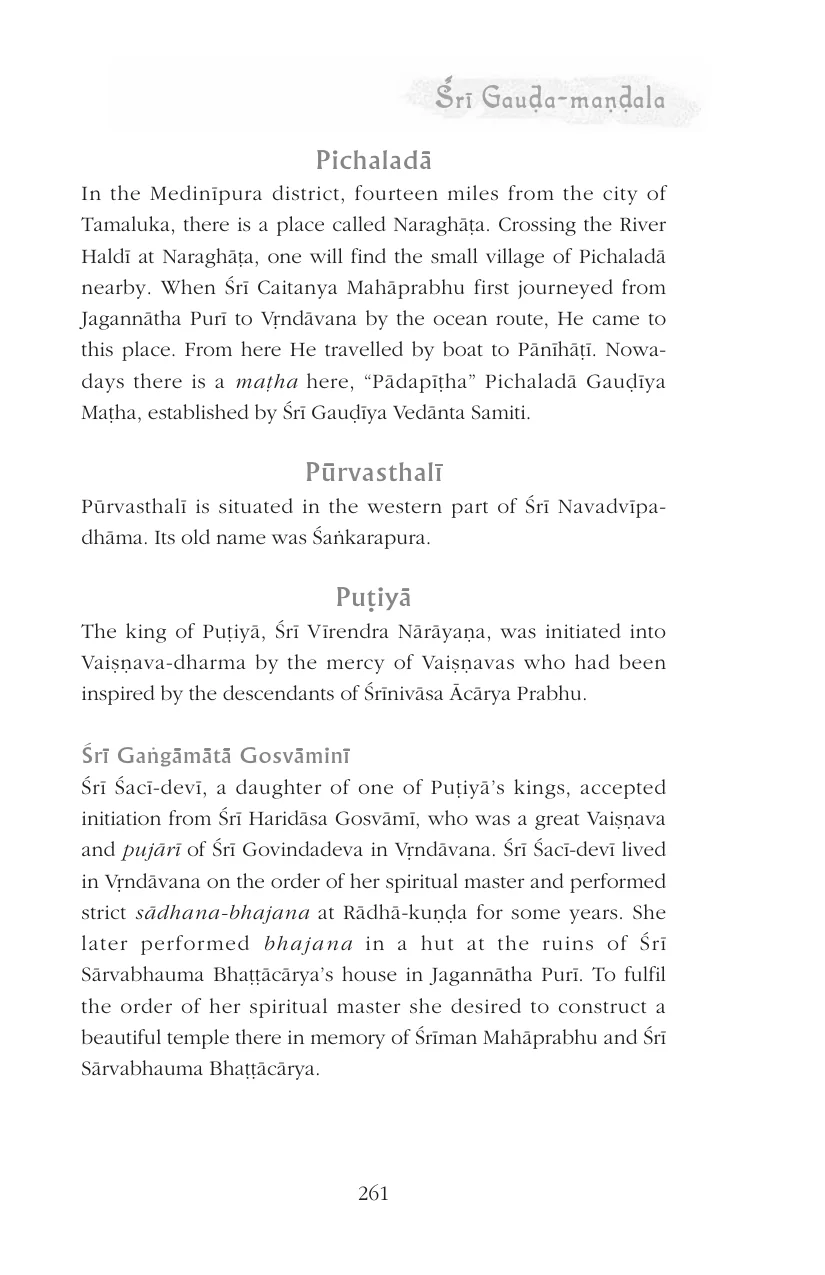 Śrī Gauḍa-maṇḍala
Pichaladā
In the Medinīpura district, fourteen miles from the city of
Tamaluka, there is a place called Naraghāṭa. Crossing the River
Haldī at Naraghāṭa, one will find the small village of Pichaladā
nearby. When Śrī Caitanya Mahāprabhu first journeyed from
Jagannātha Purī to Vṛndāvana by the ocean route, He came to
this place. From here He travelled by boat to Pānīhāṭī. Nowa-
days there is a maṭha here, “Pādapīṭha” Pichaladā Gauḍīya
Maṭha, established by Śrī Gauḍīya Vedānta Samiti.
Pūrvasthalī
Pūrvasthalī is situated in the western part of Śrī Navadvīpa-
dhāma. Its old name was Śaṅkarapura.
Puṭiyā
The king of Puṭiyā, Śrī Vīrendra Nārāyaṇa, was initiated into
Vaiṣṇava-dharma by the mercy of Vaiṣṇavas who had been
inspired by the descendants of Śrīnivāsa Ācārya Prabhu.
Śrī Gaṅgāmātā Gosvāminī
Śrī Śacī-devī, a daughter of one of Puṭiyā’s kings, accepted
initiation from Śrī Haridāsa Gosvāmī, who was a great Vaiṣṇava
and pujārī of Śrī Govindadeva in Vṛndāvana. Śrī Śacī-devī lived
in Vṛndāvana on the order of her spiritual master and performed
strict sādhana-bhajana at Rādhā-kuṇḍa for some years. She
later performed bhajana in a hut at the ruins of Śrī
Sārvabhauma Bhaṭṭācārya’s house in Jagannātha Purī. To fulfil
the order of her spiritual master she desired to construct a
beautiful temple there in memory of Śrīman Mahāprabhu and Śrī
Sārvabhauma Bhaṭṭācārya.
261